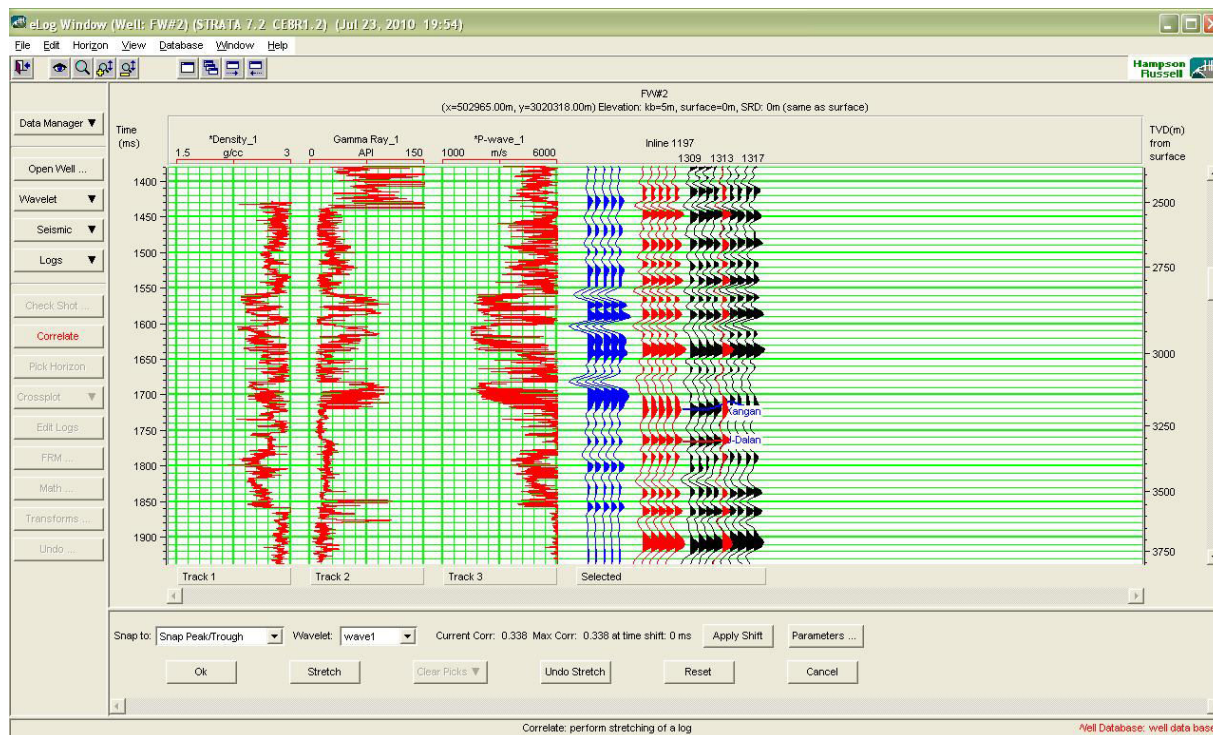 eLog Window (Well: FW#2) (STRATA 7.2 CEBR1.2) (Jul 23, 2010 19:54)
File Edit Horizon View Database Window Help
Hampson
Russell
FW#2
(x=502965.00m, y=3020318.00m) Elevation: kb=5m, surface=0m, SRD: 0m (same as surface)
Data Manager
Open Well ...
Wavelet
Seismic
Logs
Check Shot ...
Correlate
Pick Horizon
Crossplot
Edit Logs
FRM ...
Math ...
Transforms ...
Undo ...
Time
(ms)
*Density_1
1.5 g/cc 3
Gamma Ray_1
0 API 150
*P-wave_1
1000 m/s 6000
Inline 1197
1309 1313 1317
TVD(m)
from
surface
1400
1450
1500
1550
1600
1650
1700
1750
1800
1850
1900
2500
2750
3000
3250
3500
3750
Kangan
U-Dalan
Track 1
Track 2
Track 3
Selected
Snap to: Snap Peak/Trough Wavelet: wave1 Current Corr: 0.338 Max Corr: 0.338 at time shift: 0 ms Apply Shift Parameters ...
Ok Stretch Clear Picks Undo Stretch Reset Cancel
Correlate: perform stretching of a log
Well Database: well data base